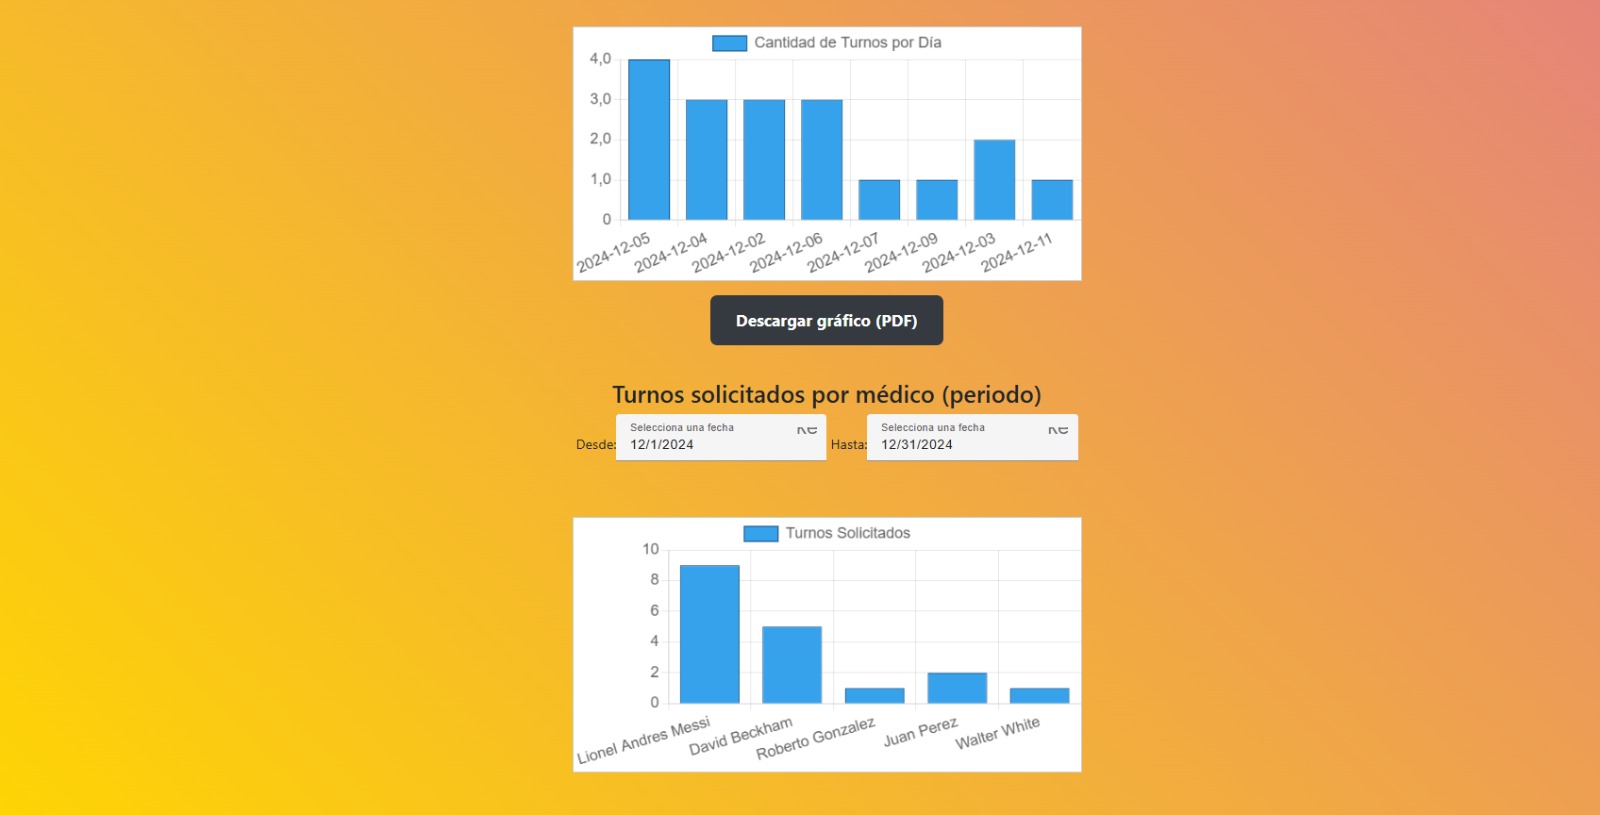 Cantidad de Turnos por Día
4,0
3,0
2,0
1,0
0
2024-12-05
2024-12-04
2024-12-02
2024-12-06
2024-12-07
2024-12-09
2024-12-03
2024-12-11
Descargar gráfico (PDF)
Turnos solicitados por médico (periodo)
Desde: Selecciona una fecha
12/1/2024
Hasta: Selecciona una fecha
12/31/2024
Turnos Solicitados
10
8
6
4
2
0
Lionel Andres Messi
David Beckham
Roberto Gonzalez
Juan Perez
Walter White